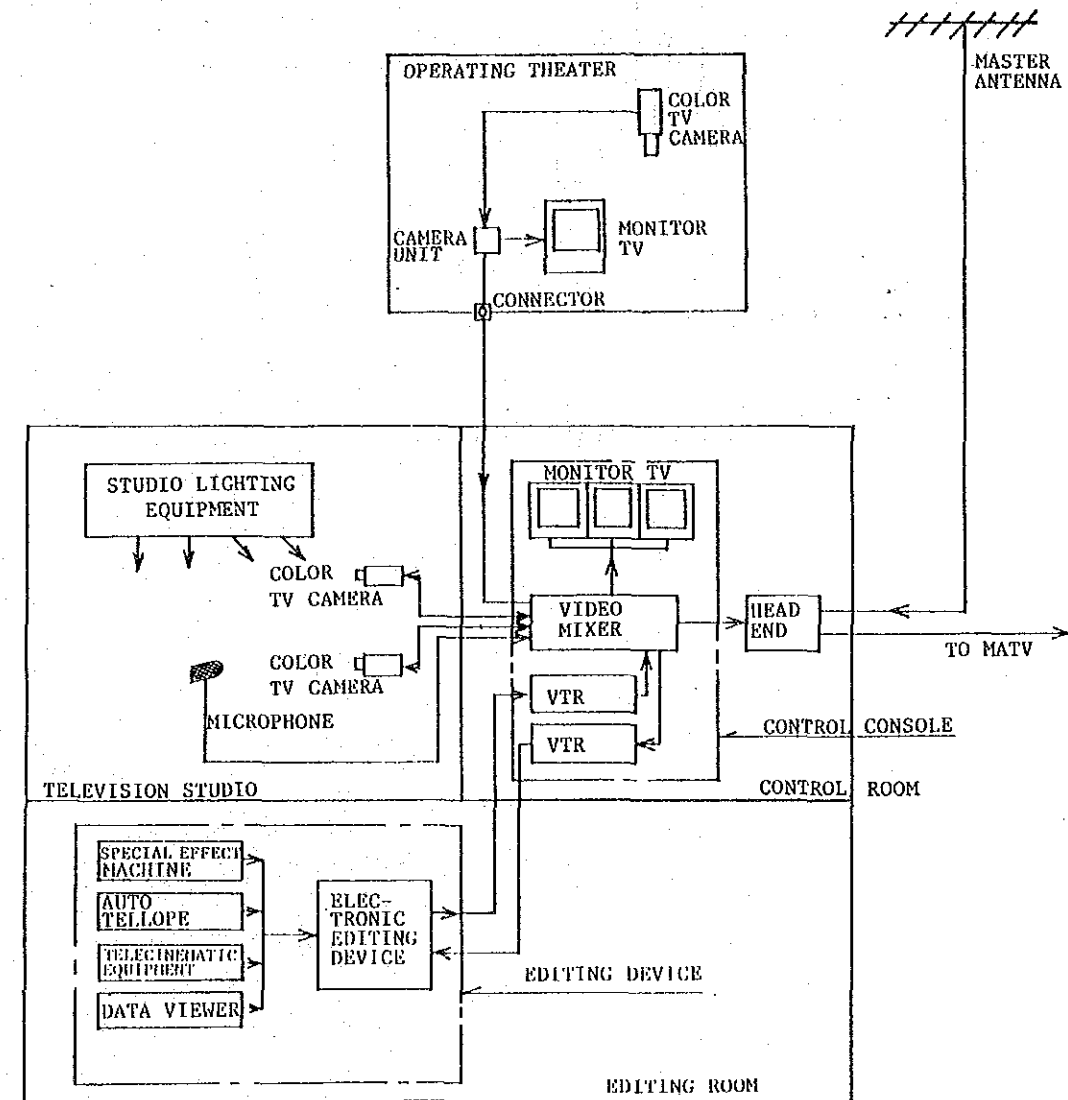 MASTER
ANTENNA
OPERATING THEATER
COLOR
TV
CAMERA
CAMERA
UNIT
MONITOR
TV
CONNECTOR
STUDIO LIGHTING
EQUIPMENT
COLOR
TV CAMERA
COLOR
TV CAMERA
MICROPHONE
TELEVISION STUDIO
MONITOR TV
VIDEO
MIXER
HEAD
END
TO MATV
VTR
VTR
CONTROL CONSOLE
CONTROL ROOM
SPECIAL EFFECT
MACHINE
AUTO
TELLOPE
TELECINEMATIC
EQUIPMENT
DATA VIEWER
ELEC-
TRONIC
EDITING
DEVICE
EDITING DEVICE
EDITING ROOM